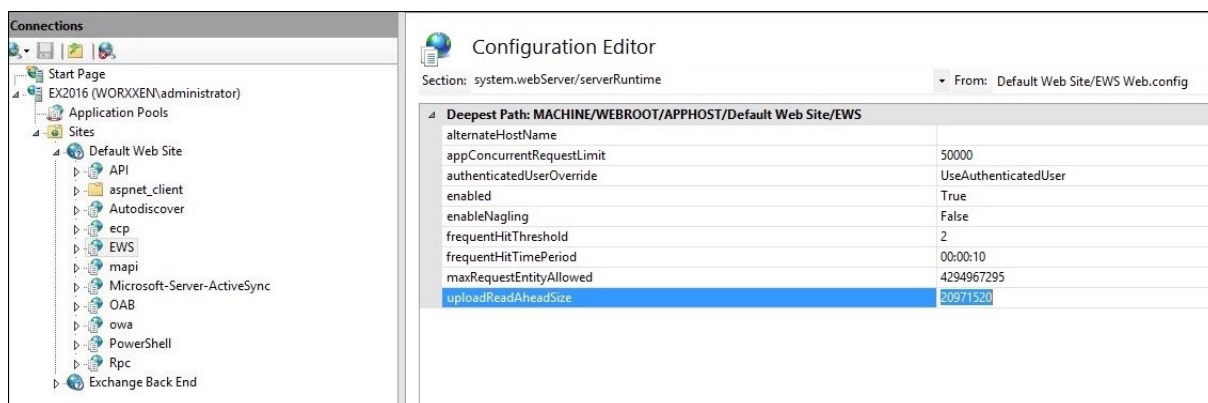 Connections
Start Page
EX2016 (WORXXEN\administrator)
Application Pools
Sites
Default Web Site
API
aspnet_client
Autodiscover
ecp
EWS
mapi
Microsoft-Server-ActiveSync
OAB
owa
PowerShell
Rpc
Exchange Back End
Configuration Editor
Section: system.webServer/serverRuntime From: Default Web Site/EWS Web.config
Deepest Path: MACHINE/WEBROOT/APPHOST/Default Web Site/EWS
alternateHostName
appConcurrentRequestLimit 50000
authenticatedUserOverride UseAuthenticatedUser
enabled True
enableNagling False
frequentHitThreshold 2
frequentHitTimePeriod 00:00:10
maxRequestEntityAllowed 4294967295
uploadReadAheadSize 20971520